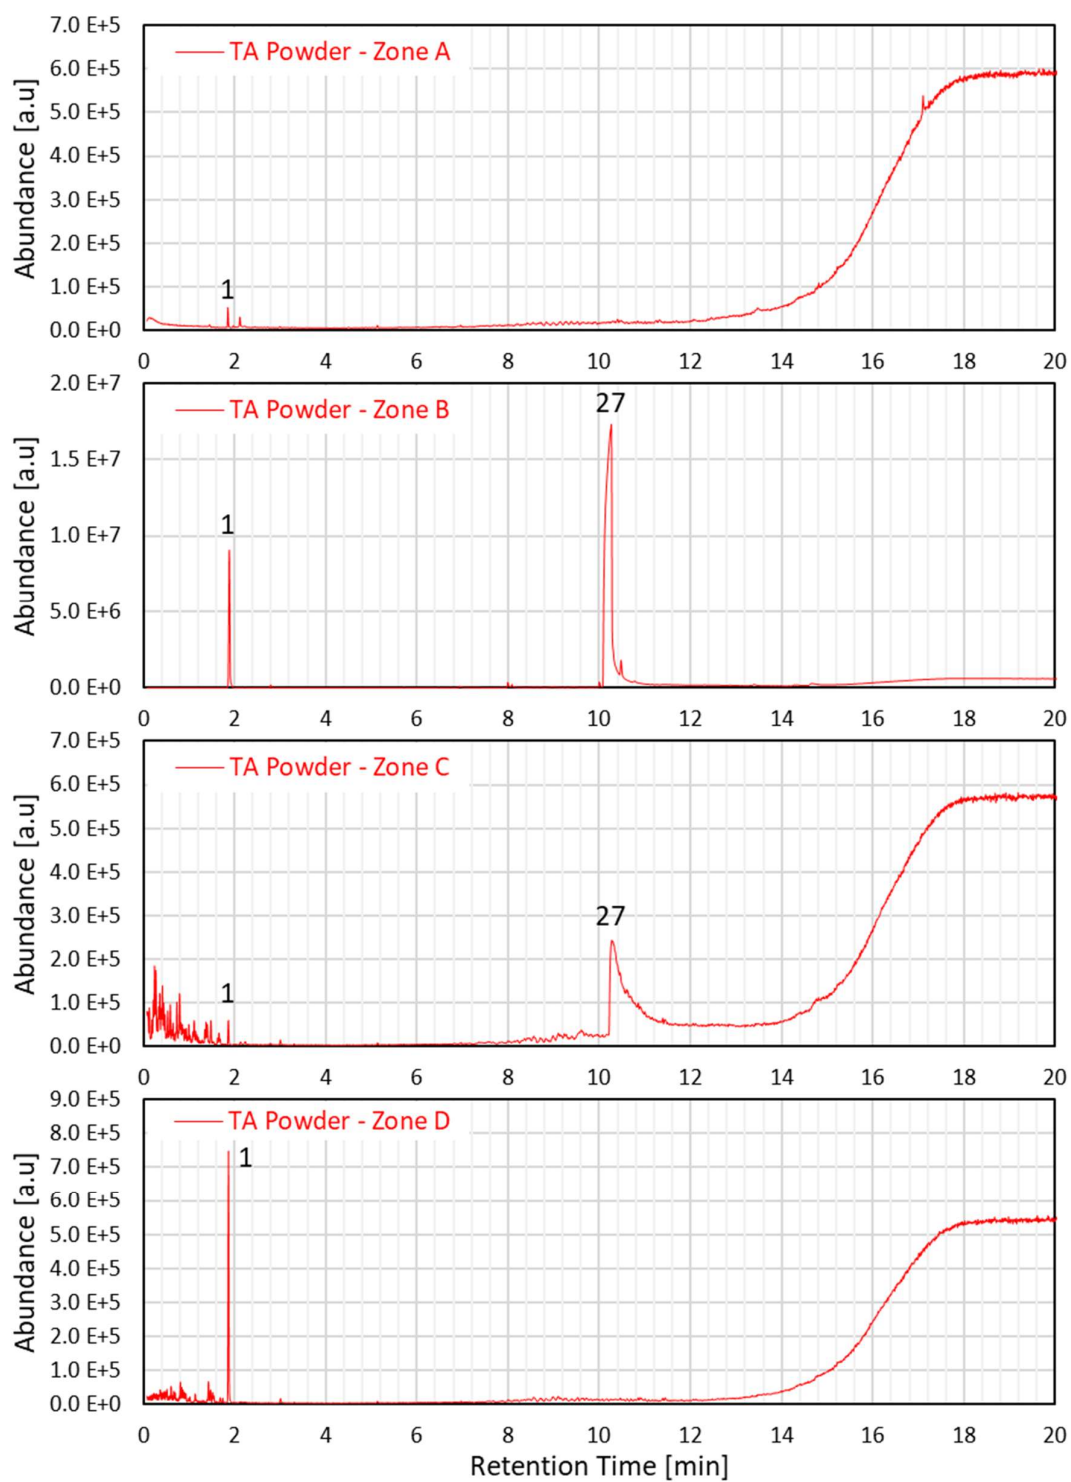 7.0 E+5
TA Powder - Zone A
6.0 E+5
5.0 E+5
4.0 E+5
3.0 E+5
2.0 E+5
1.0 E+5
0.0 E+0
Abundance [a.u]
1
0 2 4 6 8 10 12 14 16 18 20
2.0 E+7
TA Powder - Zone B
1.5 E+7
1.0 E+7
5.0 E+6
0.0 E+0
Abundance [a.u]
1
27
0 2 4 6 8 10 12 14 16 18 20
7.0 E+5
TA Powder - Zone C
6.0 E+5
5.0 E+5
4.0 E+5
3.0 E+5
2.0 E+5
1.0 E+5
0.0 E+0
Abundance [a.u]
1
27
0 2 4 6 8 10 12 14 16 18 20
9.0 E+5
TA Powder - Zone D
8.0 E+5
7.0 E+5
6.0 E+5
5.0 E+5
4.0 E+5
3.0 E+5
2.0 E+5
1.0 E+5
0.0 E+0
Abundance [a.u]
1
0 2 4 6 8 10 12 14 16 18 20
Retention Time [min]